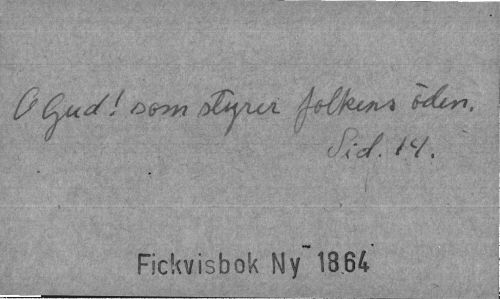 O Gud! som styrer folkens öden.
Sid. 14.
Fickvisbok Ny 1864